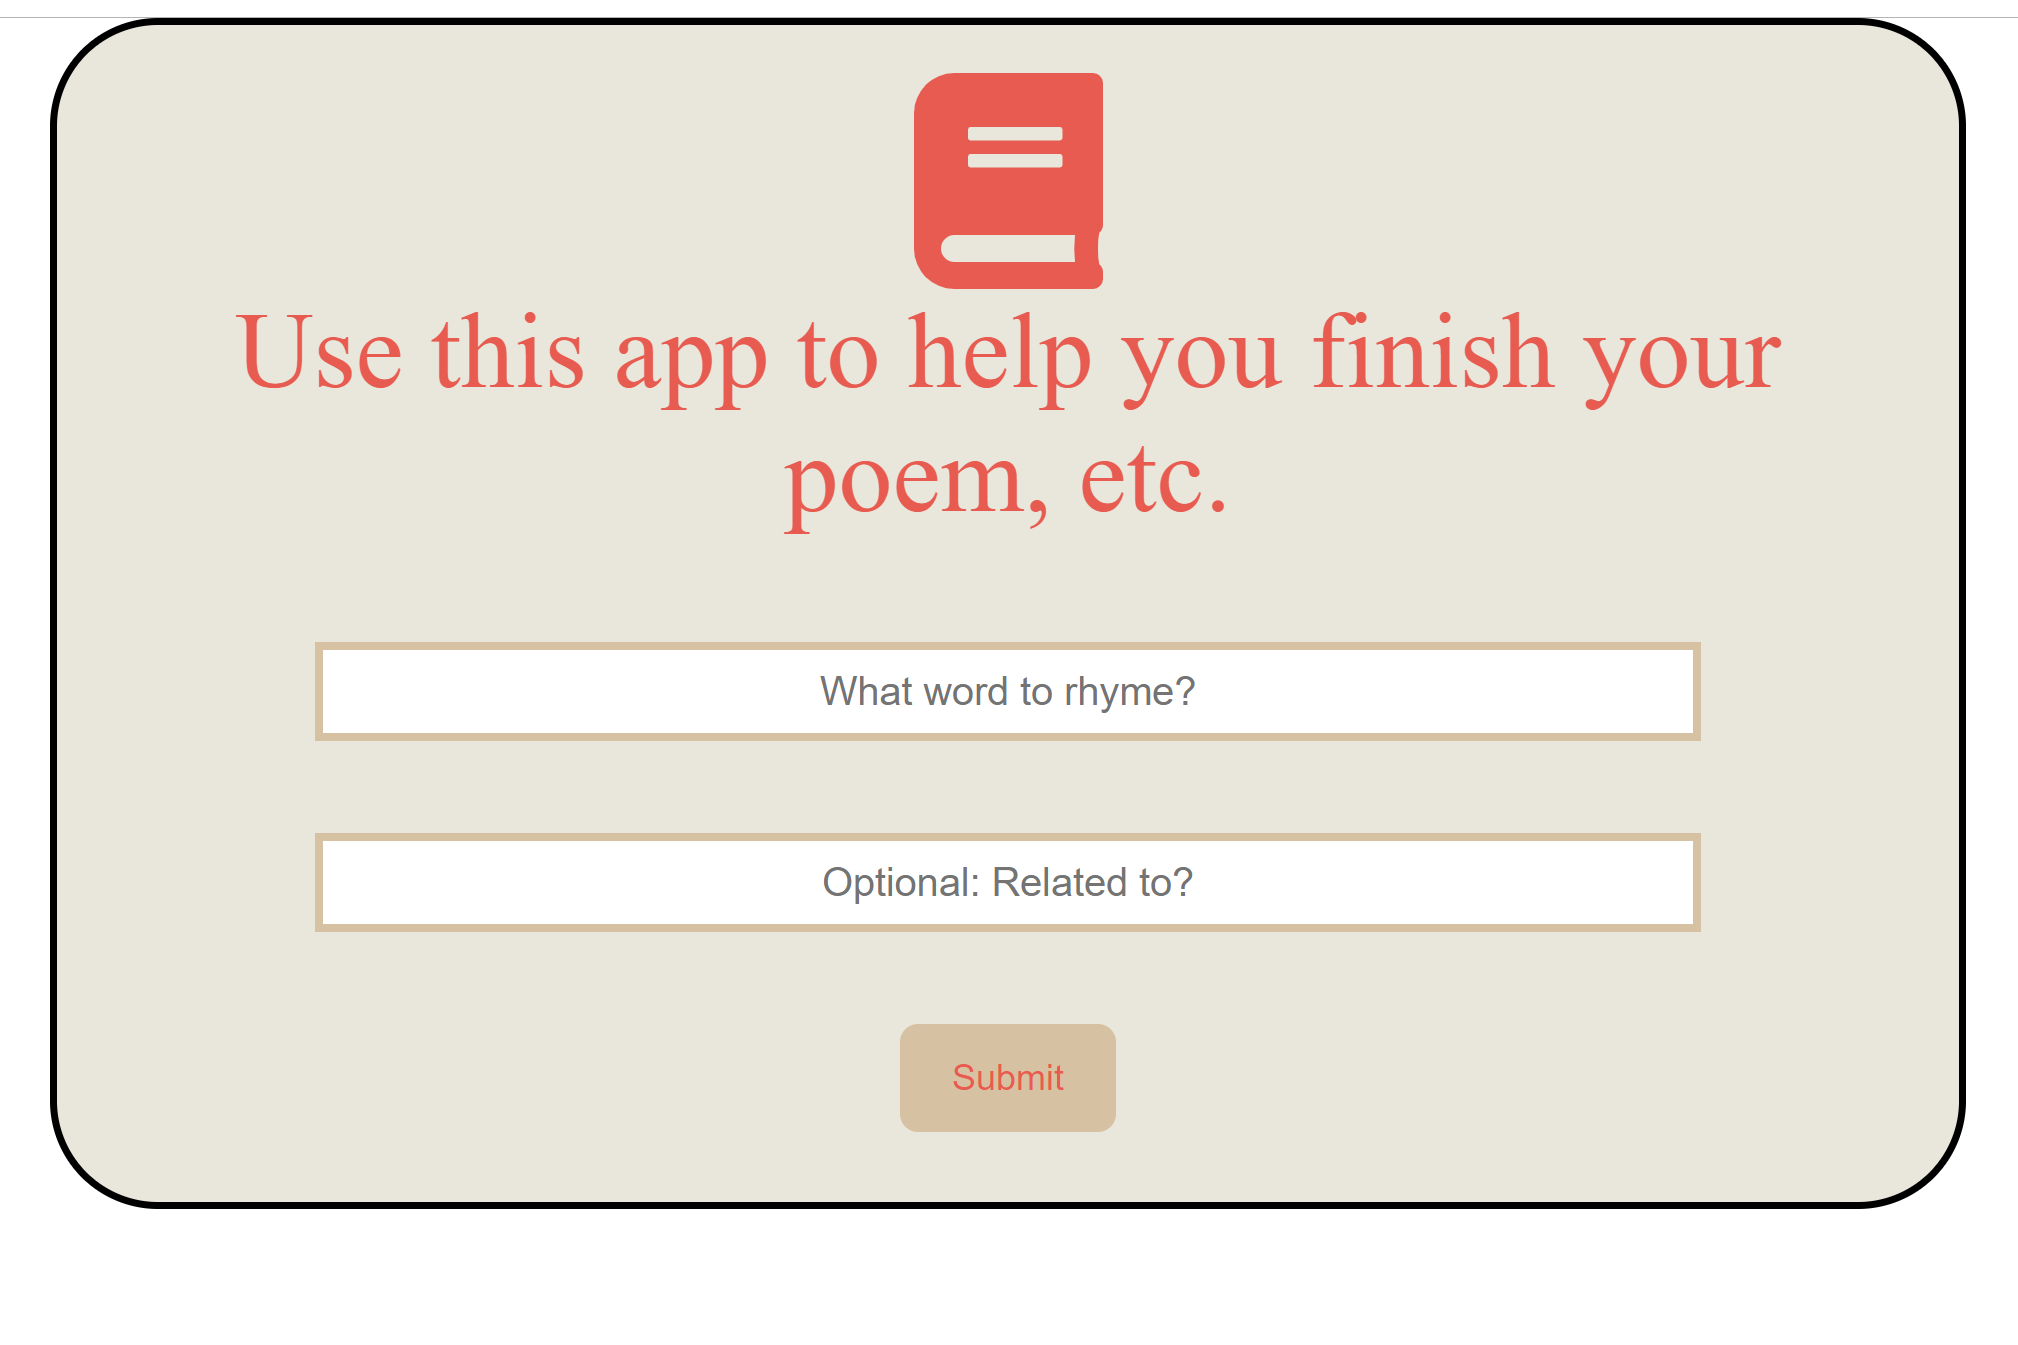 Use this app to help you finish your
poem, etc.
What word to rhyme?
Optional: Related to?
Submit